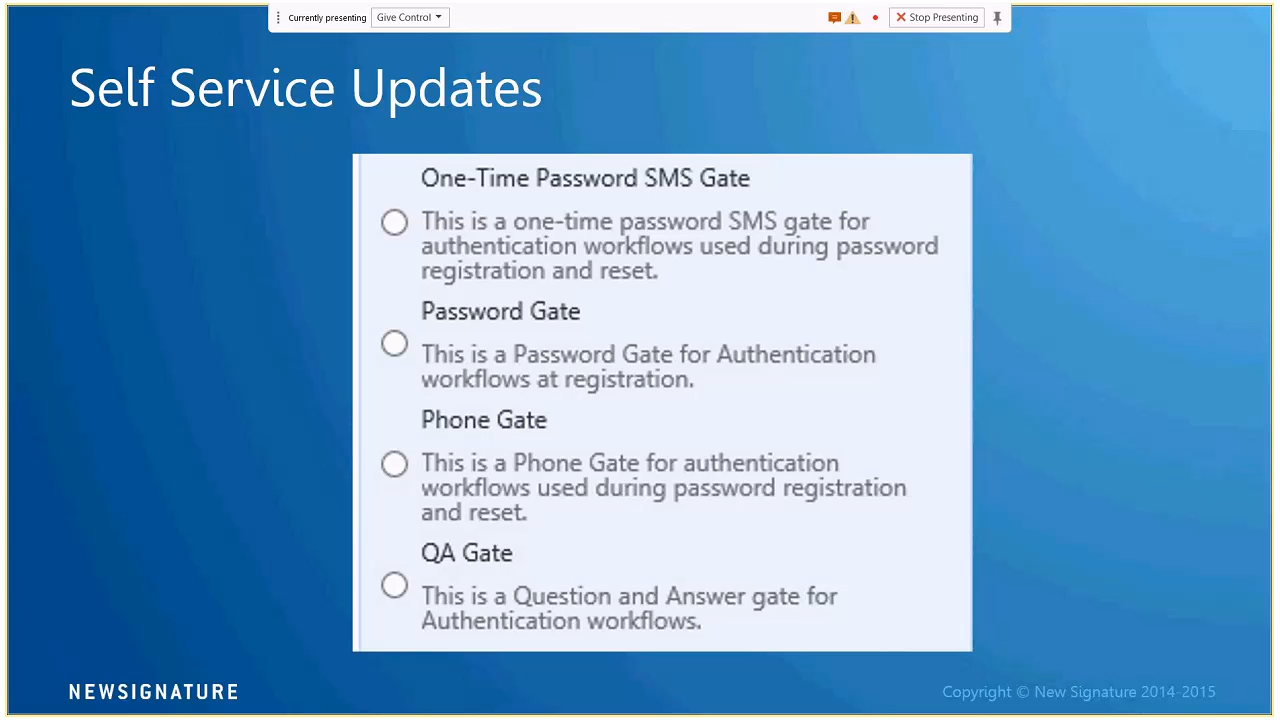 Currently presenting Give Control Stop Presenting
Self Service Updates
One-Time Password SMS Gate
This is a one-time password SMS gate for
authentication workflows used during password
registration and reset.
Password Gate
This is a Password Gate for Authentication
workflows at registration.
Phone Gate
This is a Phone Gate for authentication
workflows used during password registration
and reset.
QA Gate
This is a Question and Answer gate for
Authentication workflows.
NEWSIGNATURE
Copyright © New Signature 2014-2015